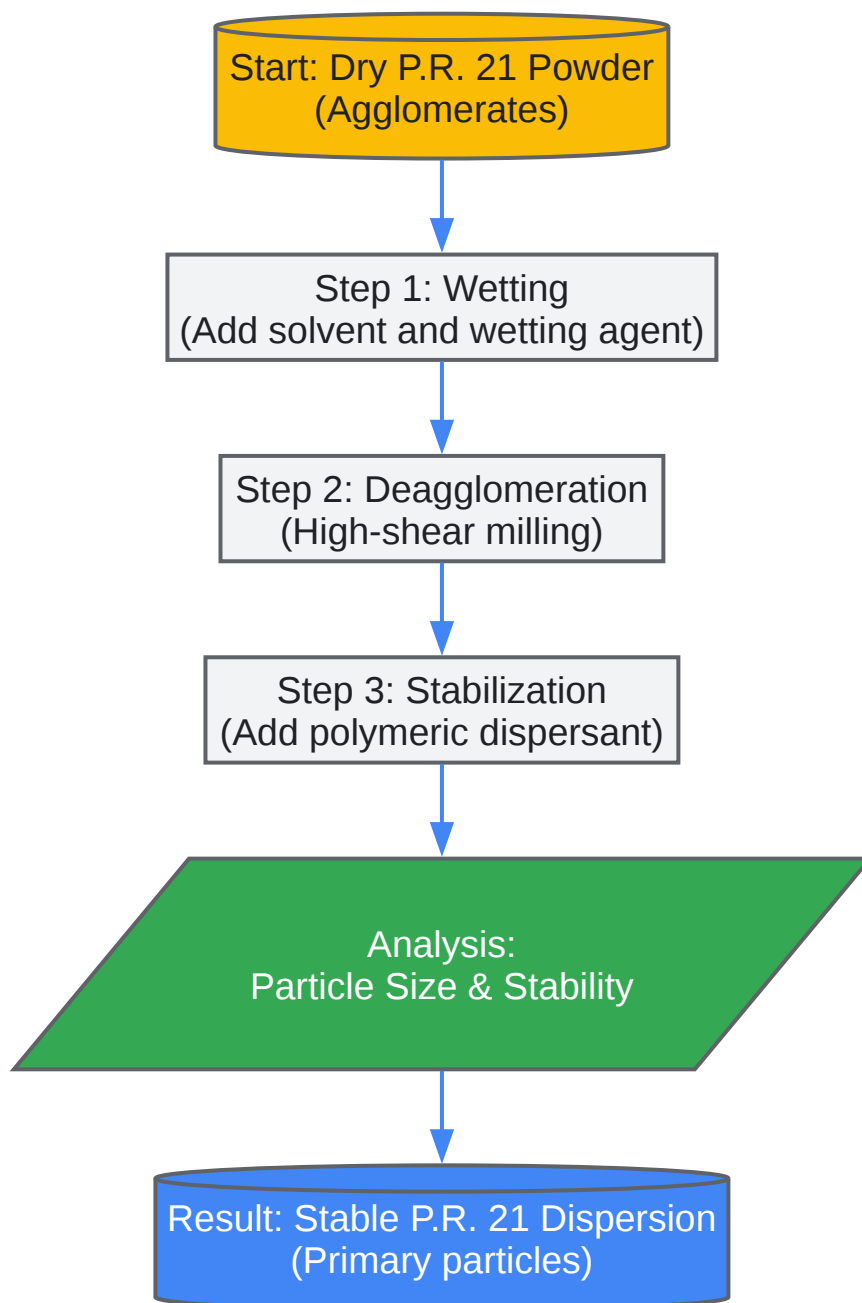 Start: Dry P.R. 21 Powder
(Agglomerates)
Step 1: Wetting
(Add solvent and wetting agent)
Step 2: Deagglomeration
(High-shear milling)
Step 3: Stabilization
(Add polymeric dispersant)
Analysis:
Particle Size & Stability
Result: Stable P.R. 21 Dispersion
(Primary particles)